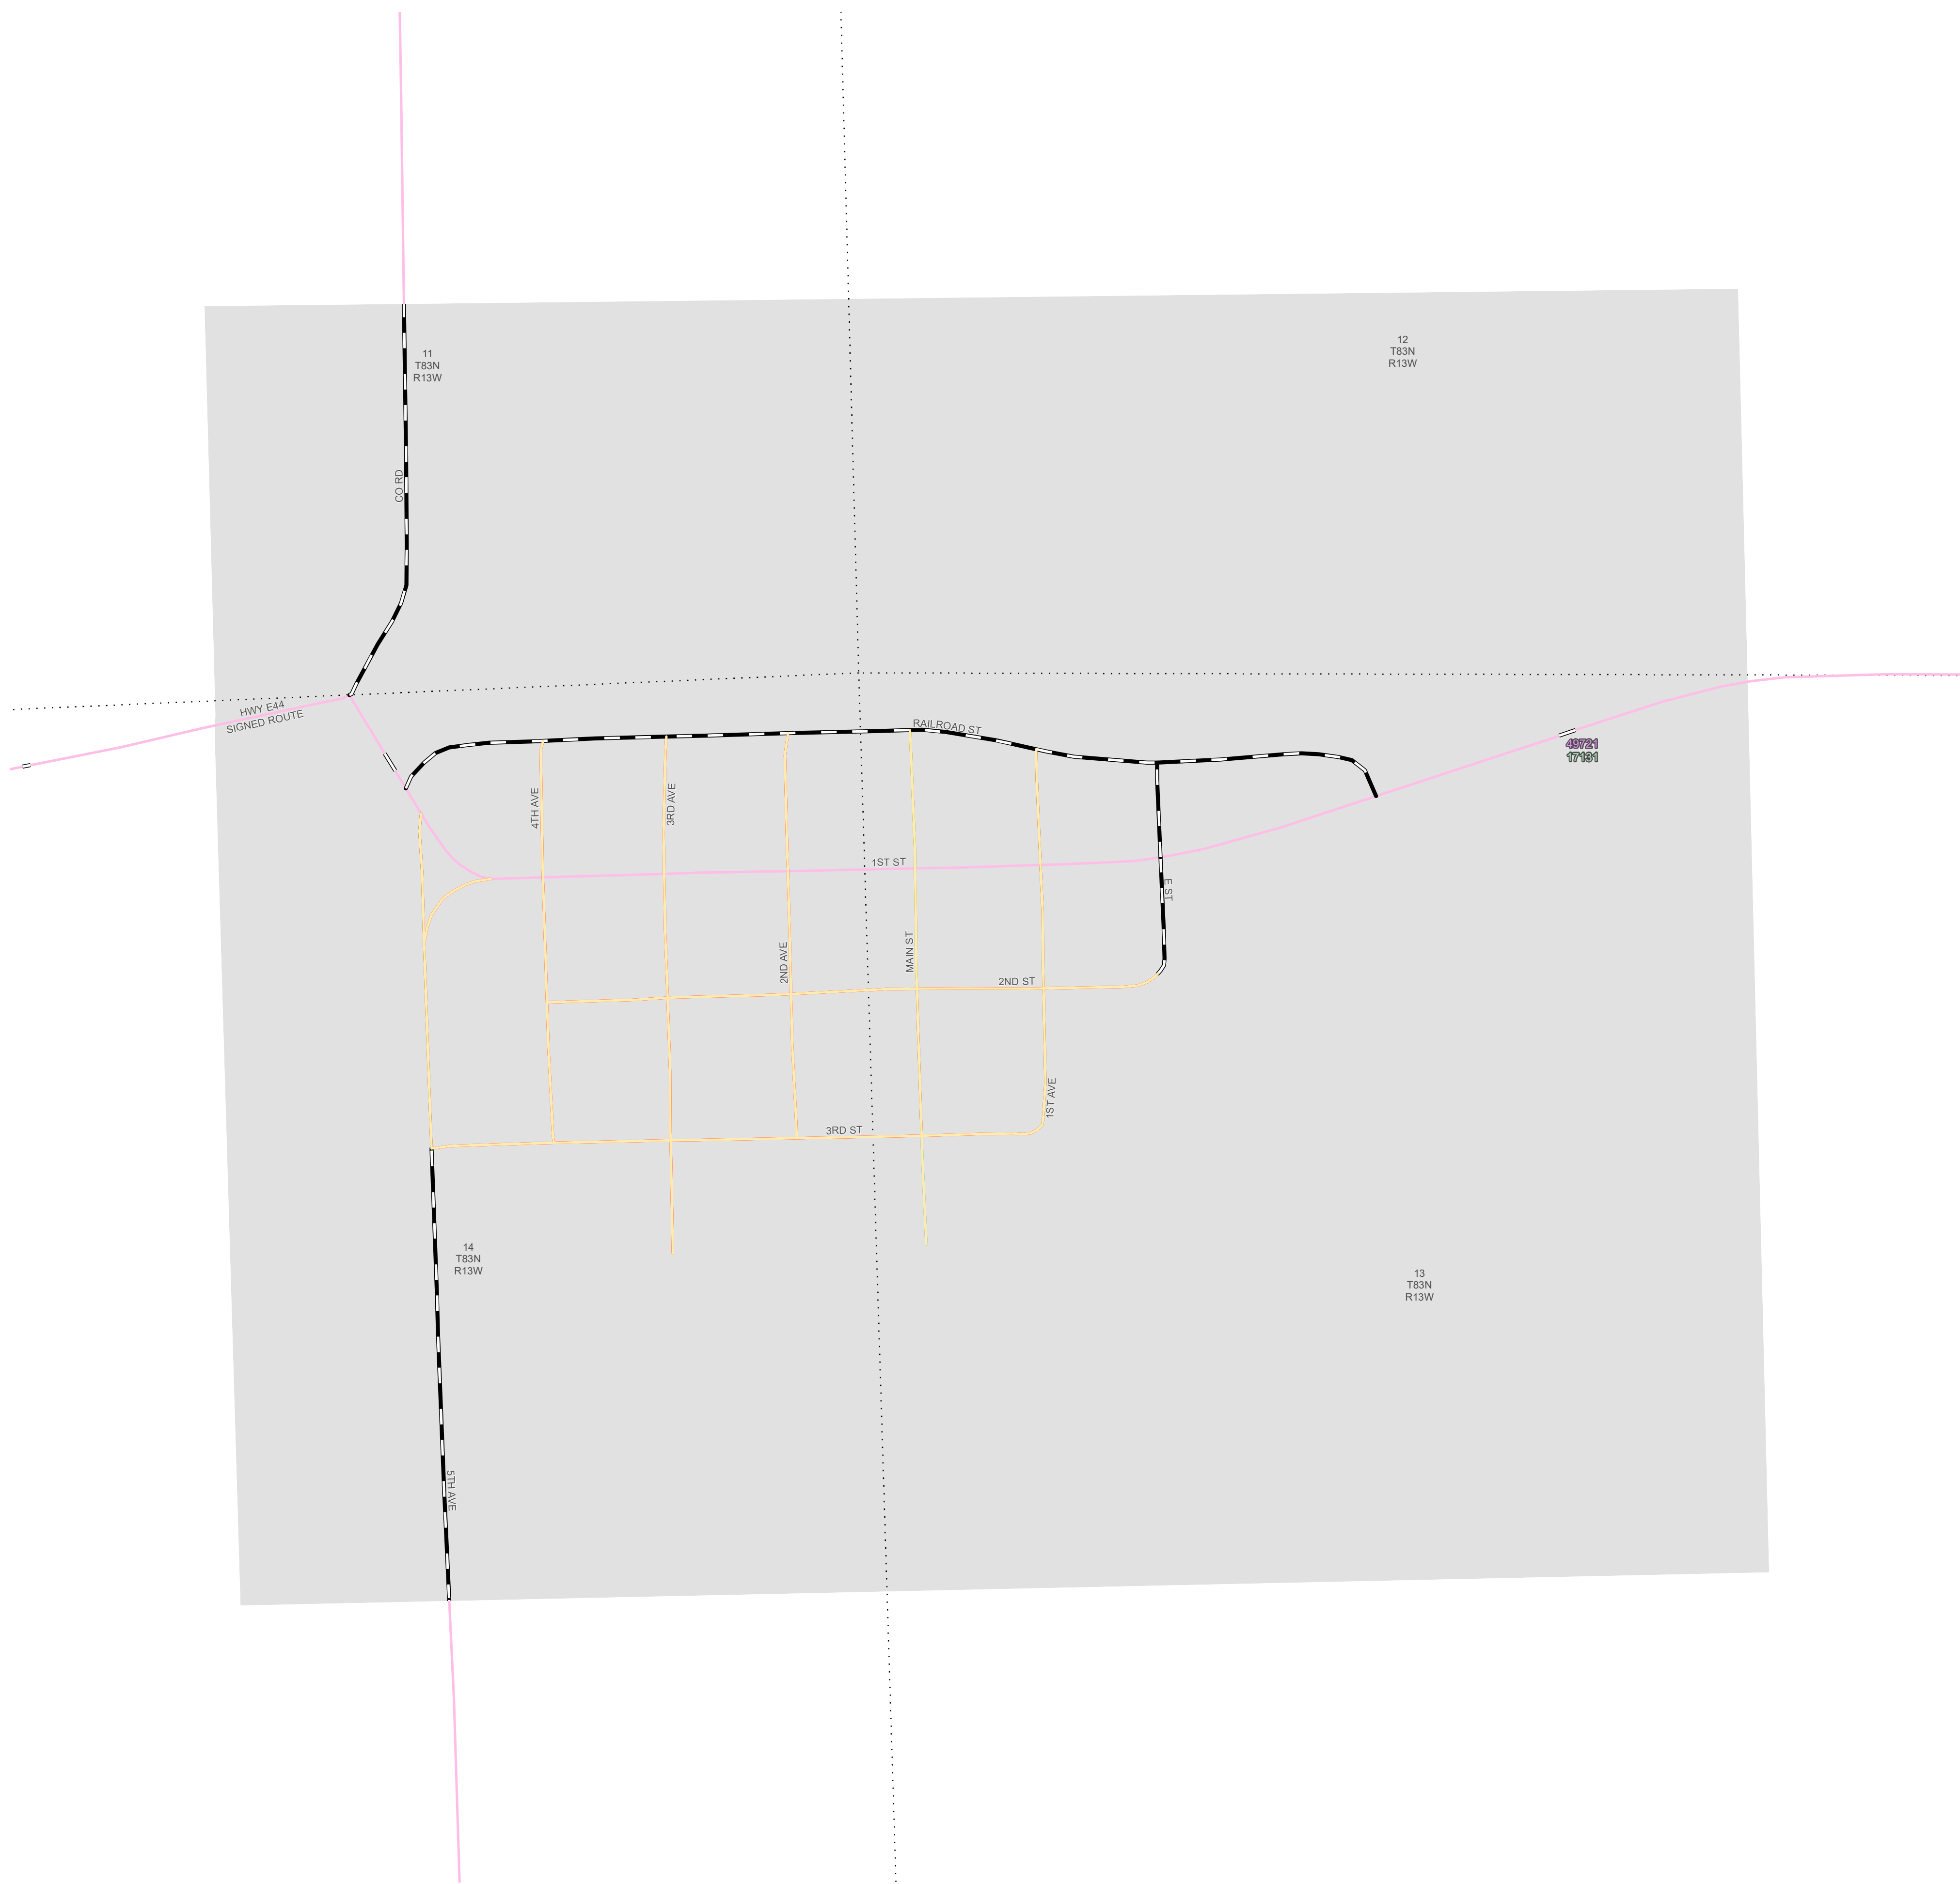 12
T83N
R13W
11
T83N
R13W
CO RD
HWY E44
SIGNED ROUTE
RAILROAD ST
49721
17131
4TH AVE
3RD AVE
1ST ST
E ST
2ND AVE
MAIN ST
2ND ST
1ST AVE
3RD ST
14
T83N
R13W
13
T83N
R13W
5TH AVE